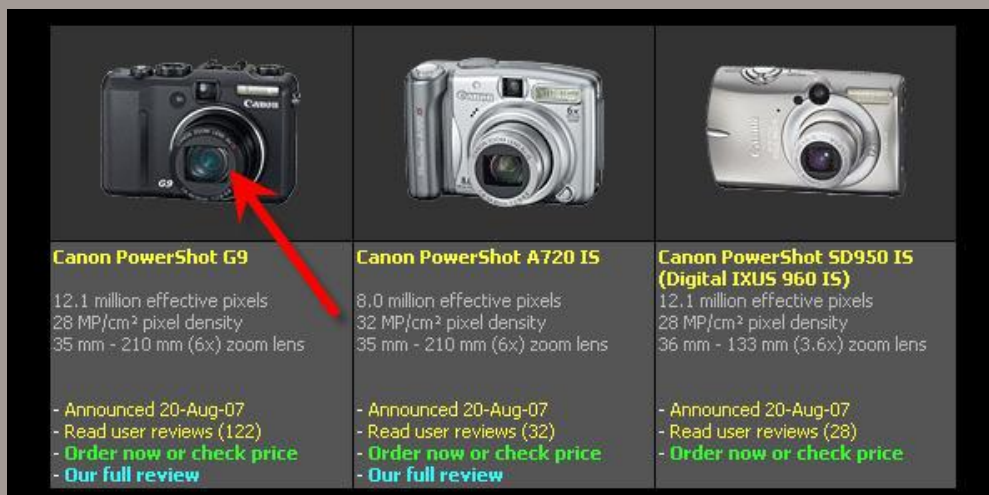 Canon
G9
Canon
6x
Canon
Canon PowerShot G9
12.1 million effective pixels
28 MP/cm² pixel density
35 mm - 210 mm (6x) zoom lens
- Announced 20-Aug-07
- Read user reviews (122)
- Order now or check price
- Our full review
Canon PowerShot A720 IS
8.0 million effective pixels
32 MP/cm² pixel density
35 mm - 210 mm (6x) zoom lens
- Announced 20-Aug-07
- Read user reviews (32)
- Order now or check price
- Our full review
Canon PowerShot SD950 IS
(Digital IXUS 960 IS)
12.1 million effective pixels
28 MP/cm² pixel density
36 mm - 133 mm (3.6x) zoom lens
- Announced 20-Aug-07
- Read user reviews (28)
- Order now or check price